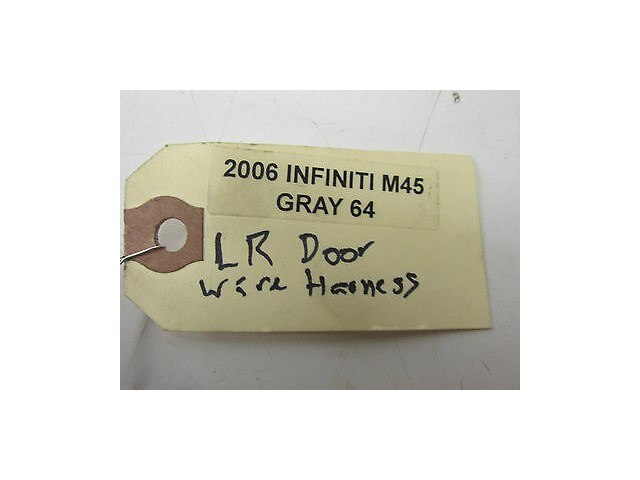 2006 INFINITI M45
GRAY 64
LR Door
Wire Harness